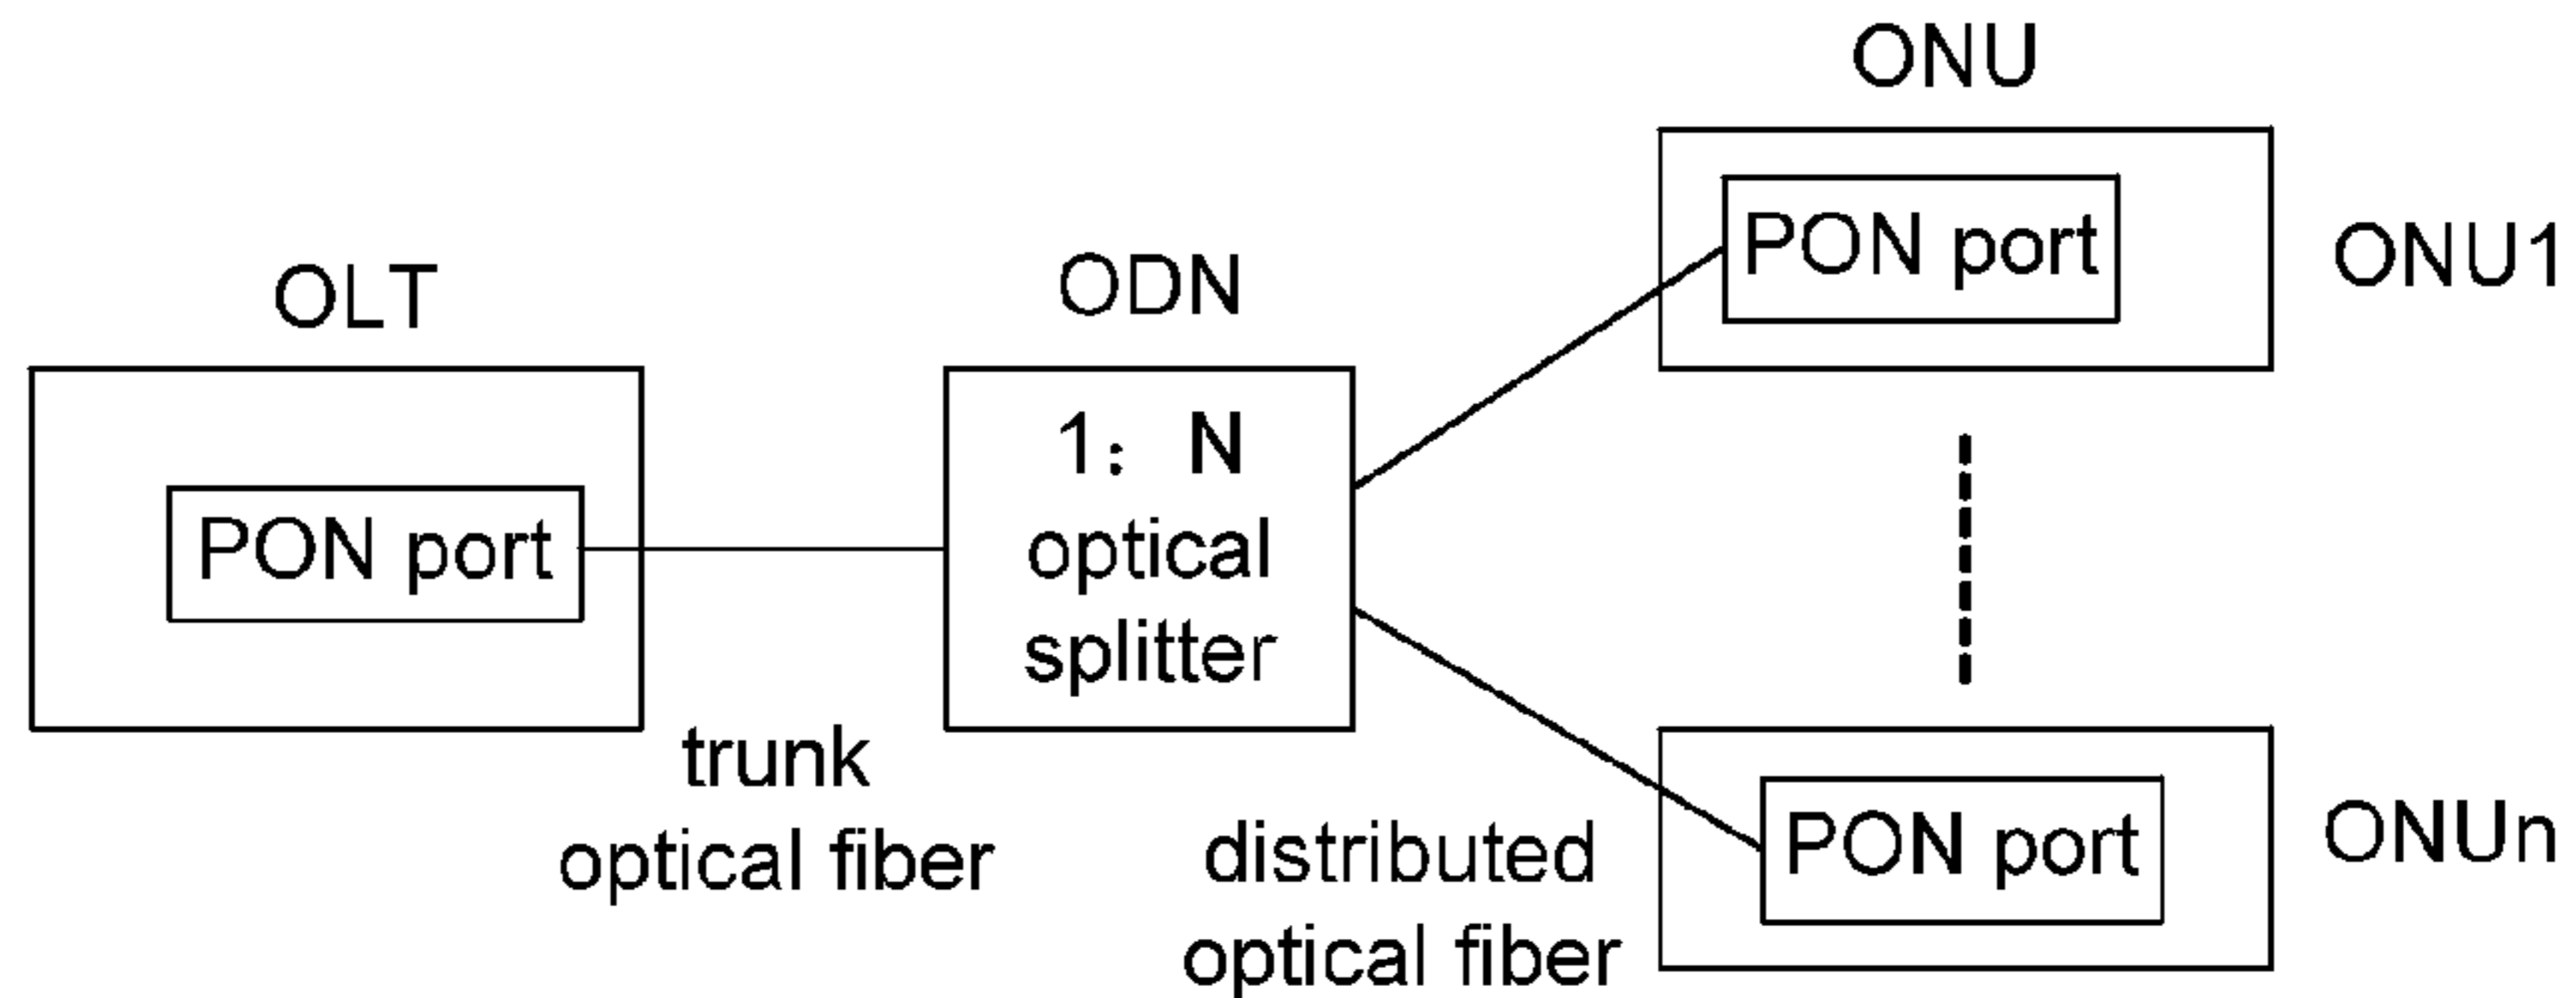 OLT
PON port
trunk
optical fiber
ODN
1：N
optical
splitter
distributed
optical fiber
ONU
PON port
ONU1
PON port
ONUn